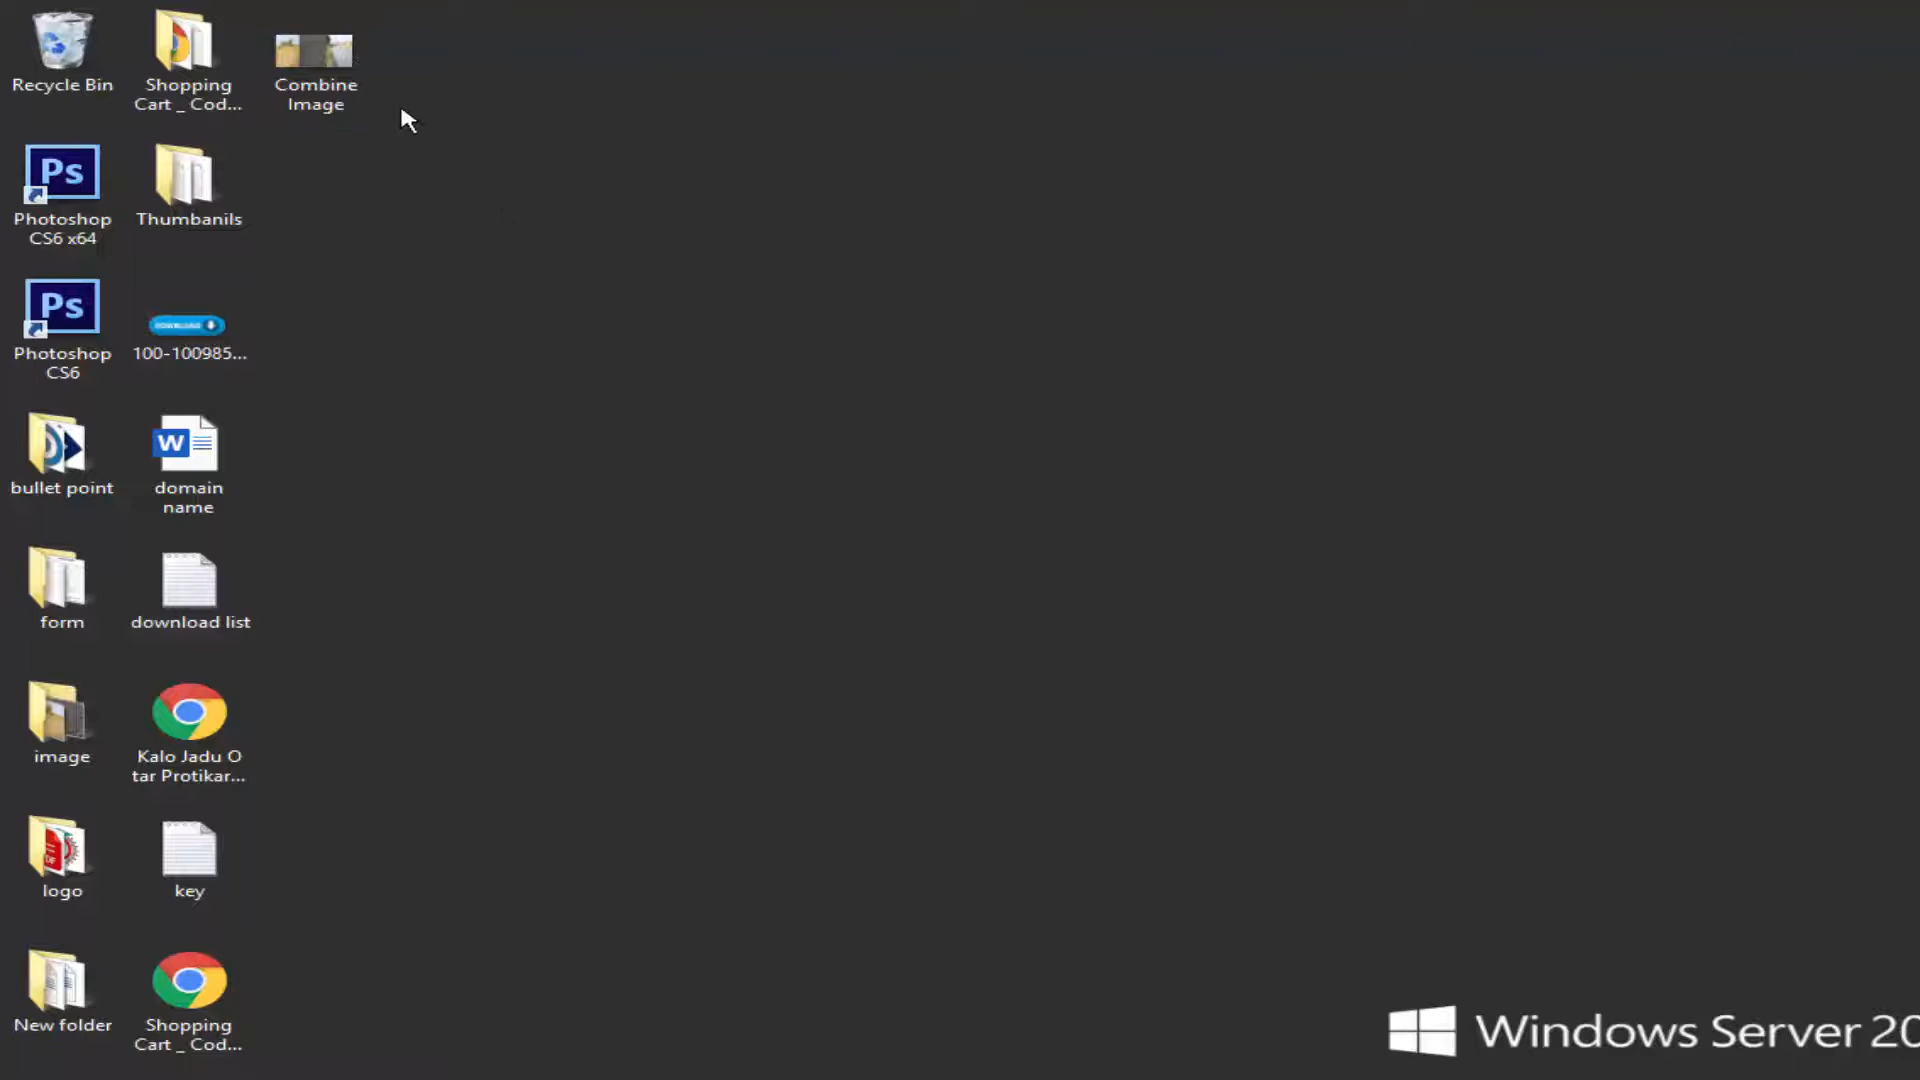 Recycle Bin
Shopping
Cart _ Cod...
Combine
Image
Ps
Photoshop
CS6 x64
Thumbanils
Ps
Photoshop
CS6
DOWNLOAD
100-100985...
bullet point
W
domain
name
form
download list
image
Kalo Jadu O
tar Protikar...
logo
key
New folder
Shopping
Cart _ Cod...
Windows Server 20